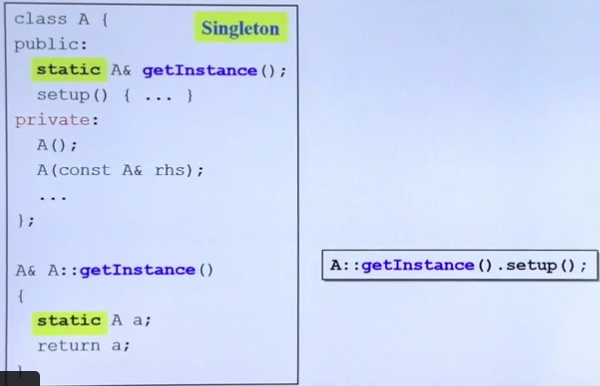 class A {
Singleton
public:
static A& getInstance();
setup() { ... }
private:
A();
A(const A& rhs);
...
};
A& A::getInstance()
{
static A a;
return a;
}
A::getInstance().setup();